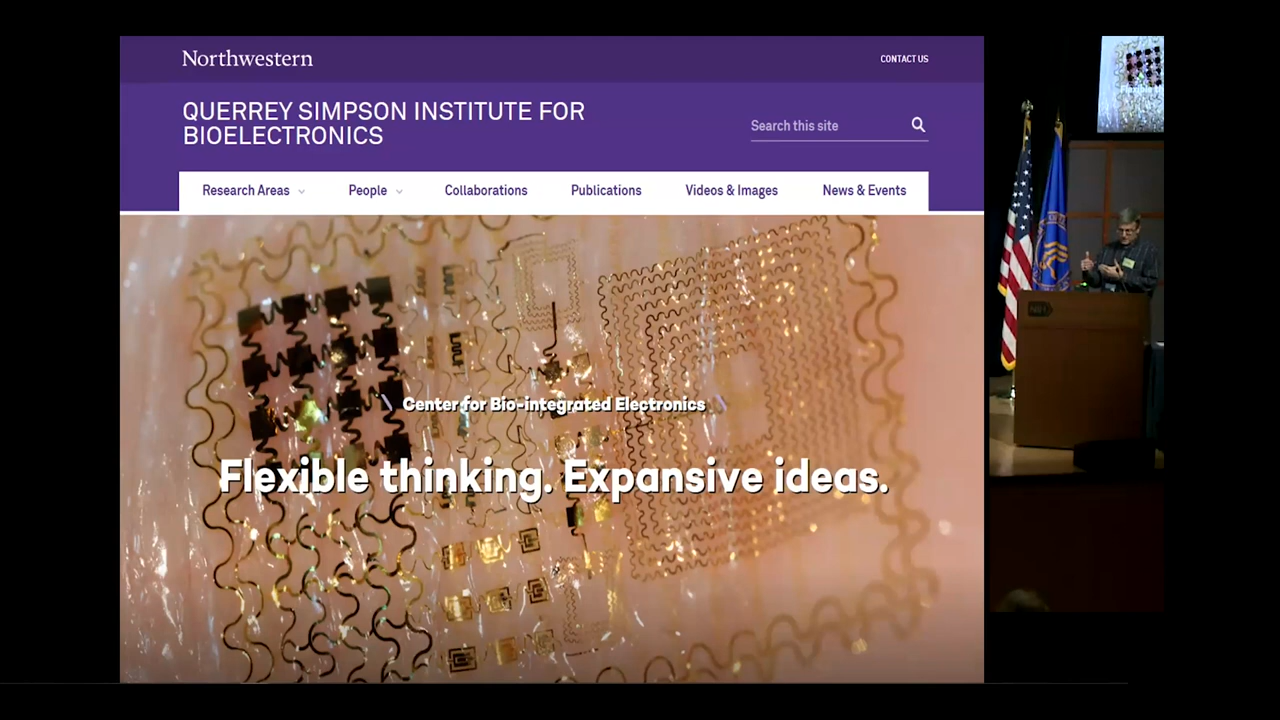 Northwestern
CONTACT US
QUERREY SIMPSON INSTITUTE FOR
BIOELECTRONICS
Search this site
Research Areas
People
Collaborations
Publications
Videos & Images
News & Events
Center for Bio-integrated Electronics
Flexible thinking. Expansive ideas.